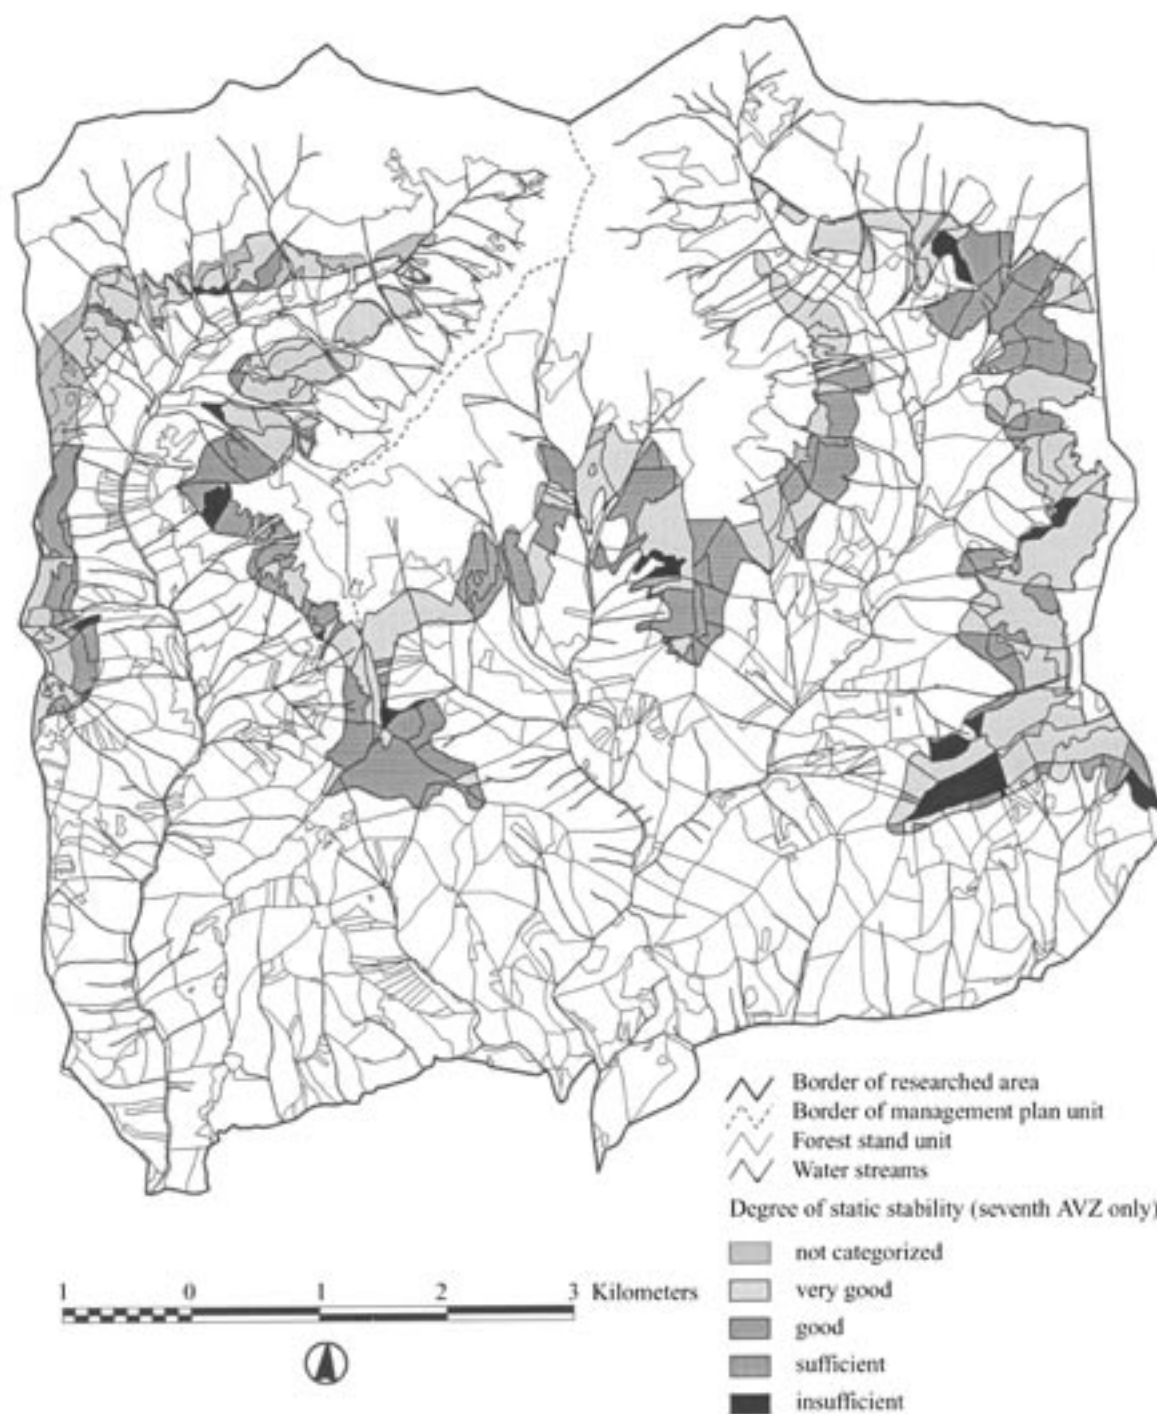 Border of researched area
Border of management plan unit
Forest stand unit
Water streams
Degree of static stability (seventh AVZ only)
not categorized
very good
good
sufficient
insufficient
1 0 1 2 3 Kilometers